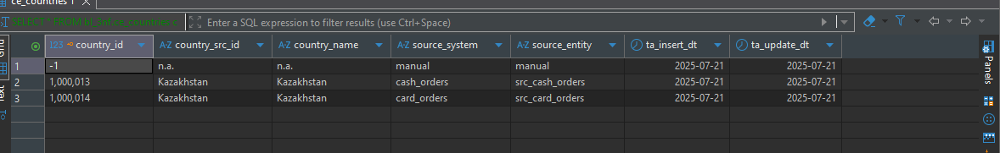 ce_countries 1
SELECT * FROM bl_3nf.ce_countries c
Enter a SQL expression to filter results (use Ctrl+Space)
Grid
Text
Panels
123 country_id A-Z country_src_id A-Z country_name A-Z source_system A-Z source_entity ta_insert_dt ta_update_dt
1 -1 n.a. n.a. manual manual 2025-07-21 2025-07-21
2 1,000,013 Kazakhstan Kazakhstan cash_orders src_cash_orders 2025-07-21 2025-07-21
3 1,000,014 Kazakhstan Kazakhstan card_orders src_card_orders 2025-07-21 2025-07-21